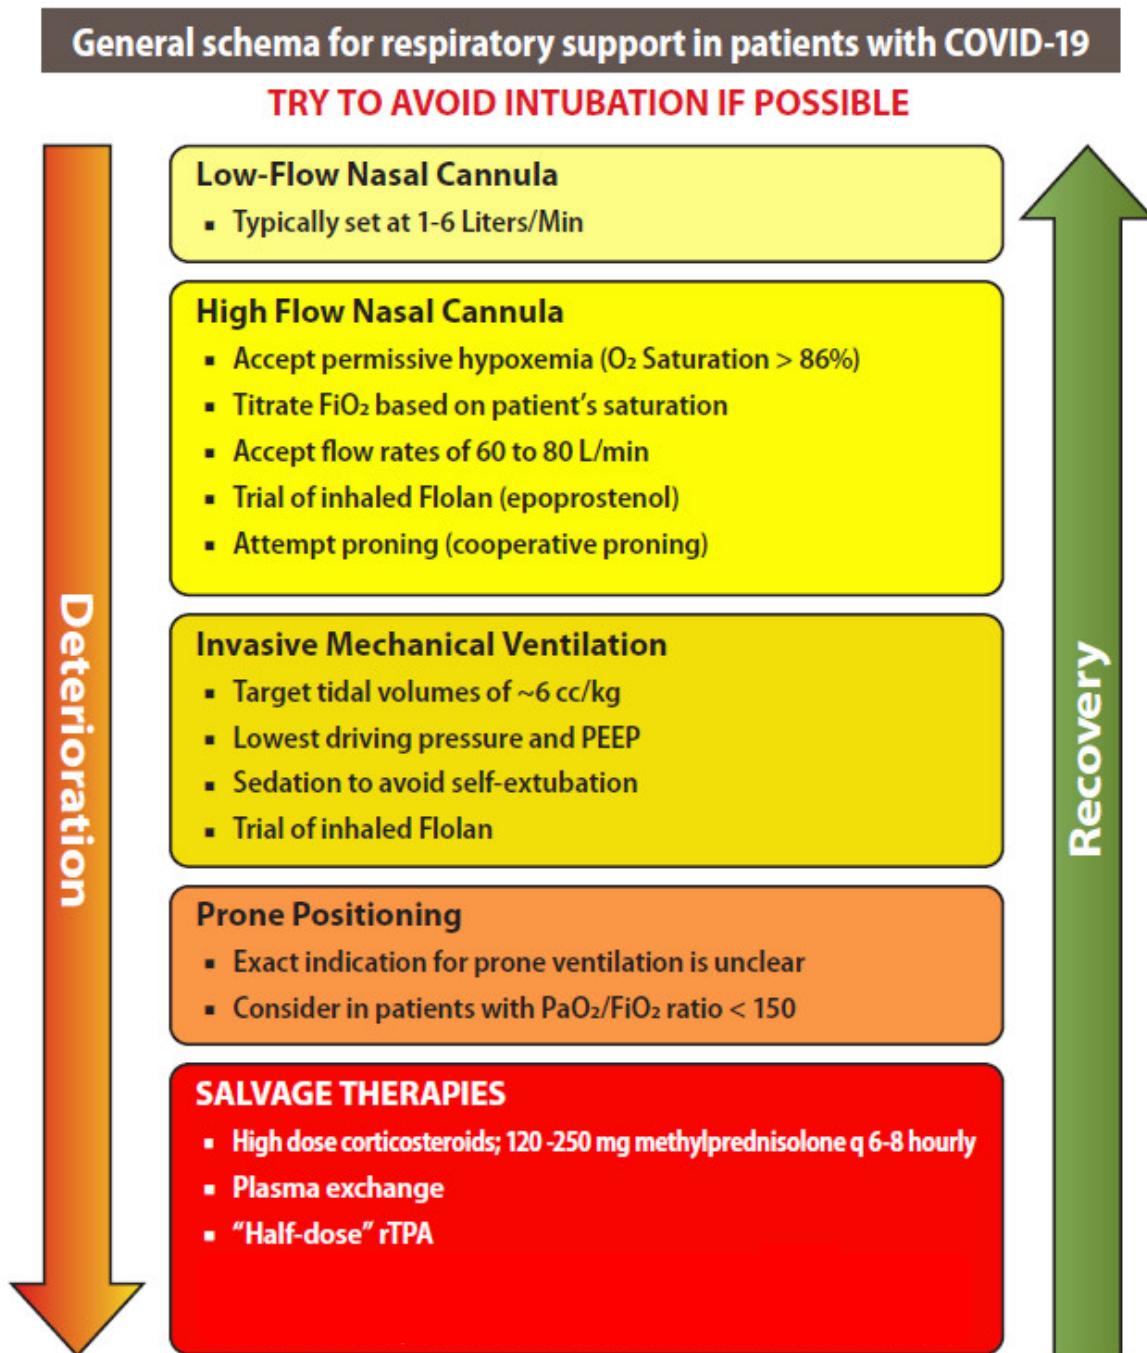 General schema for respiratory support in patients with COVID-19
TRY TO AVOID INTUBATION IF POSSIBLE
Deterioration
Low-Flow Nasal Cannula
▪ Typically set at 1-6 Liters/Min
High Flow Nasal Cannula
▪ Accept permissive hypoxemia (O₂ Saturation > 86%)
▪ Titrate FiO₂ based on patient's saturation
▪ Accept flow rates of 60 to 80 L/min
▪ Trial of inhaled Flolan (epoprostenol)
▪ Attempt proning (cooperative proning)
Invasive Mechanical Ventilation
▪ Target tidal volumes of ~6 cc/kg
▪ Lowest driving pressure and PEEP
▪ Sedation to avoid self-extubation
▪ Trial of inhaled Flolan
Prone Positioning
▪ Exact indication for prone ventilation is unclear
▪ Consider in patients with PaO₂/FiO₂ ratio < 150
SALVAGE THERAPIES
▪ High dose corticosteroids; 120 -250 mg methylprednisolone q 6-8 hourly
▪ Plasma exchange
▪ “Half-dose” rTPA
Recovery